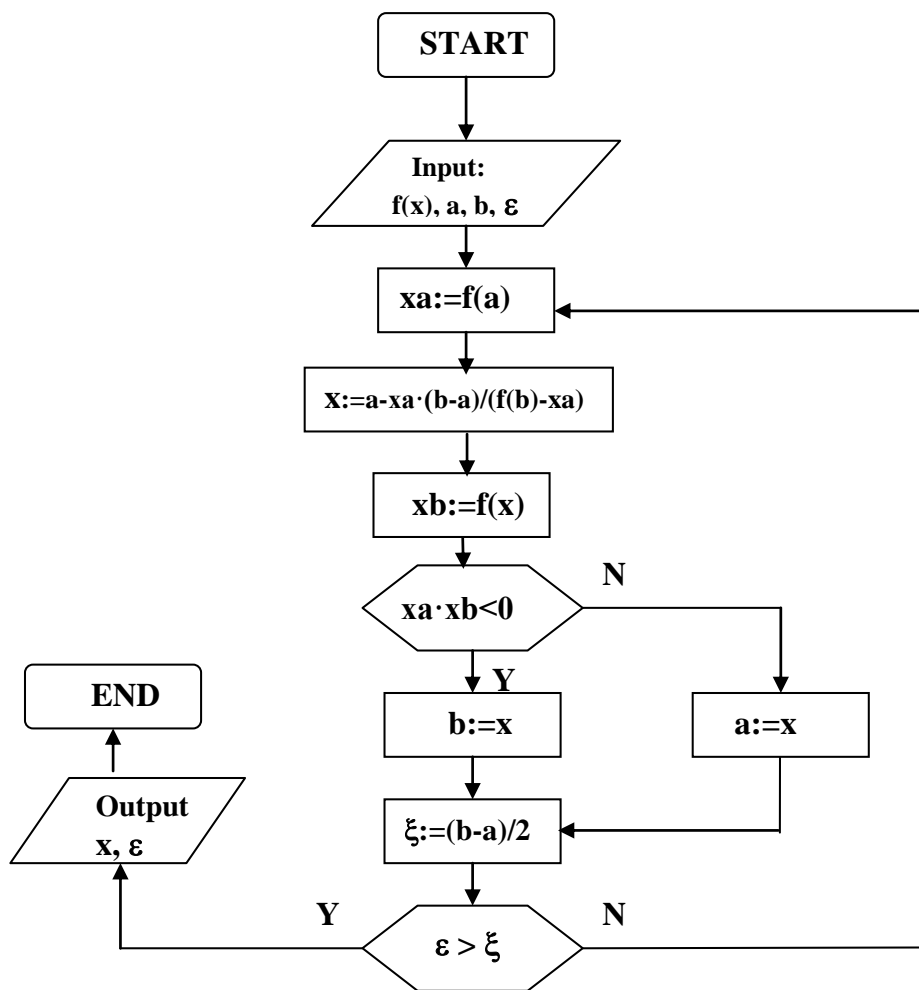 START
Input:
f(x), a, b, ε
xa:=f(a)
x:=a-xa·(b-a)/(f(b)-xa)
xb:=f(x)
xa·xb<0
N
Y
b:=x
a:=x
ξ:=(b-a)/2
ε > ξ
Y
N
Output
x, ε
END